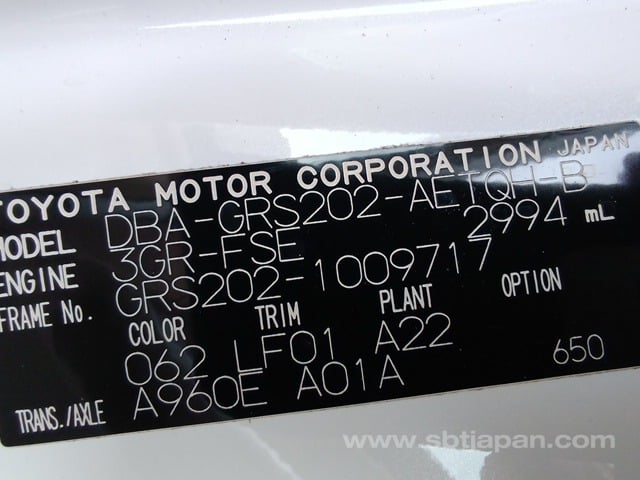 TOYOTA MOTOR CORPORATION JAPAN
MODEL DBA-GRS202-AETQH-B
ENGINE 3GR-FSE 2994 mL
FRAME No. GRS202-1009717
COLOR TRIM PLANT OPTION
062 LF01 A22
TRANS./AXLE A960E A01A 650
www.sbtjapan.com